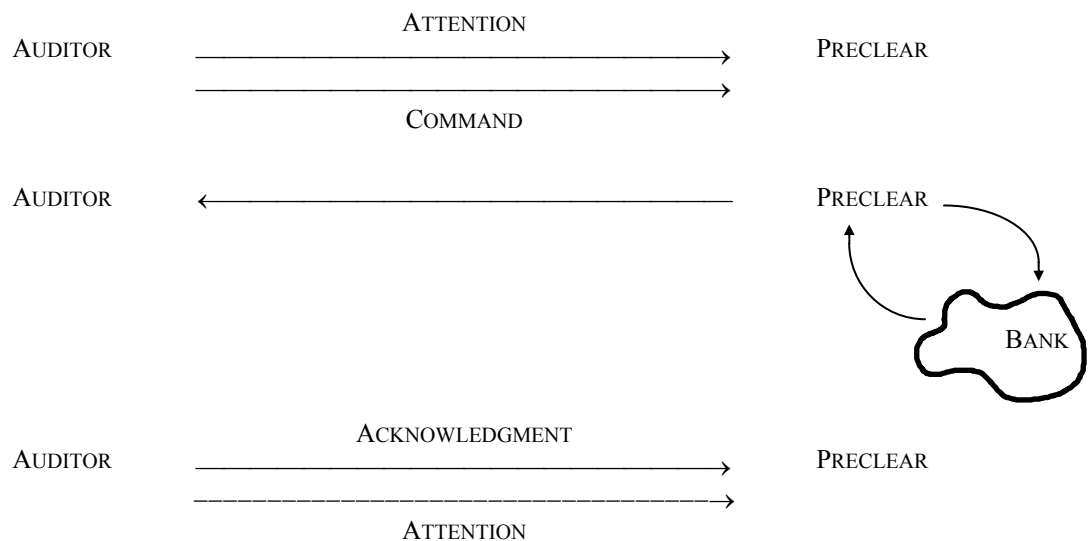 ATTENTION
AUDITOR PRECLEAR
COMMAND
AUDITOR PRECLEAR
BANK
ACKNOWLEDGMENT
AUDITOR PRECLEAR
ATTENTION